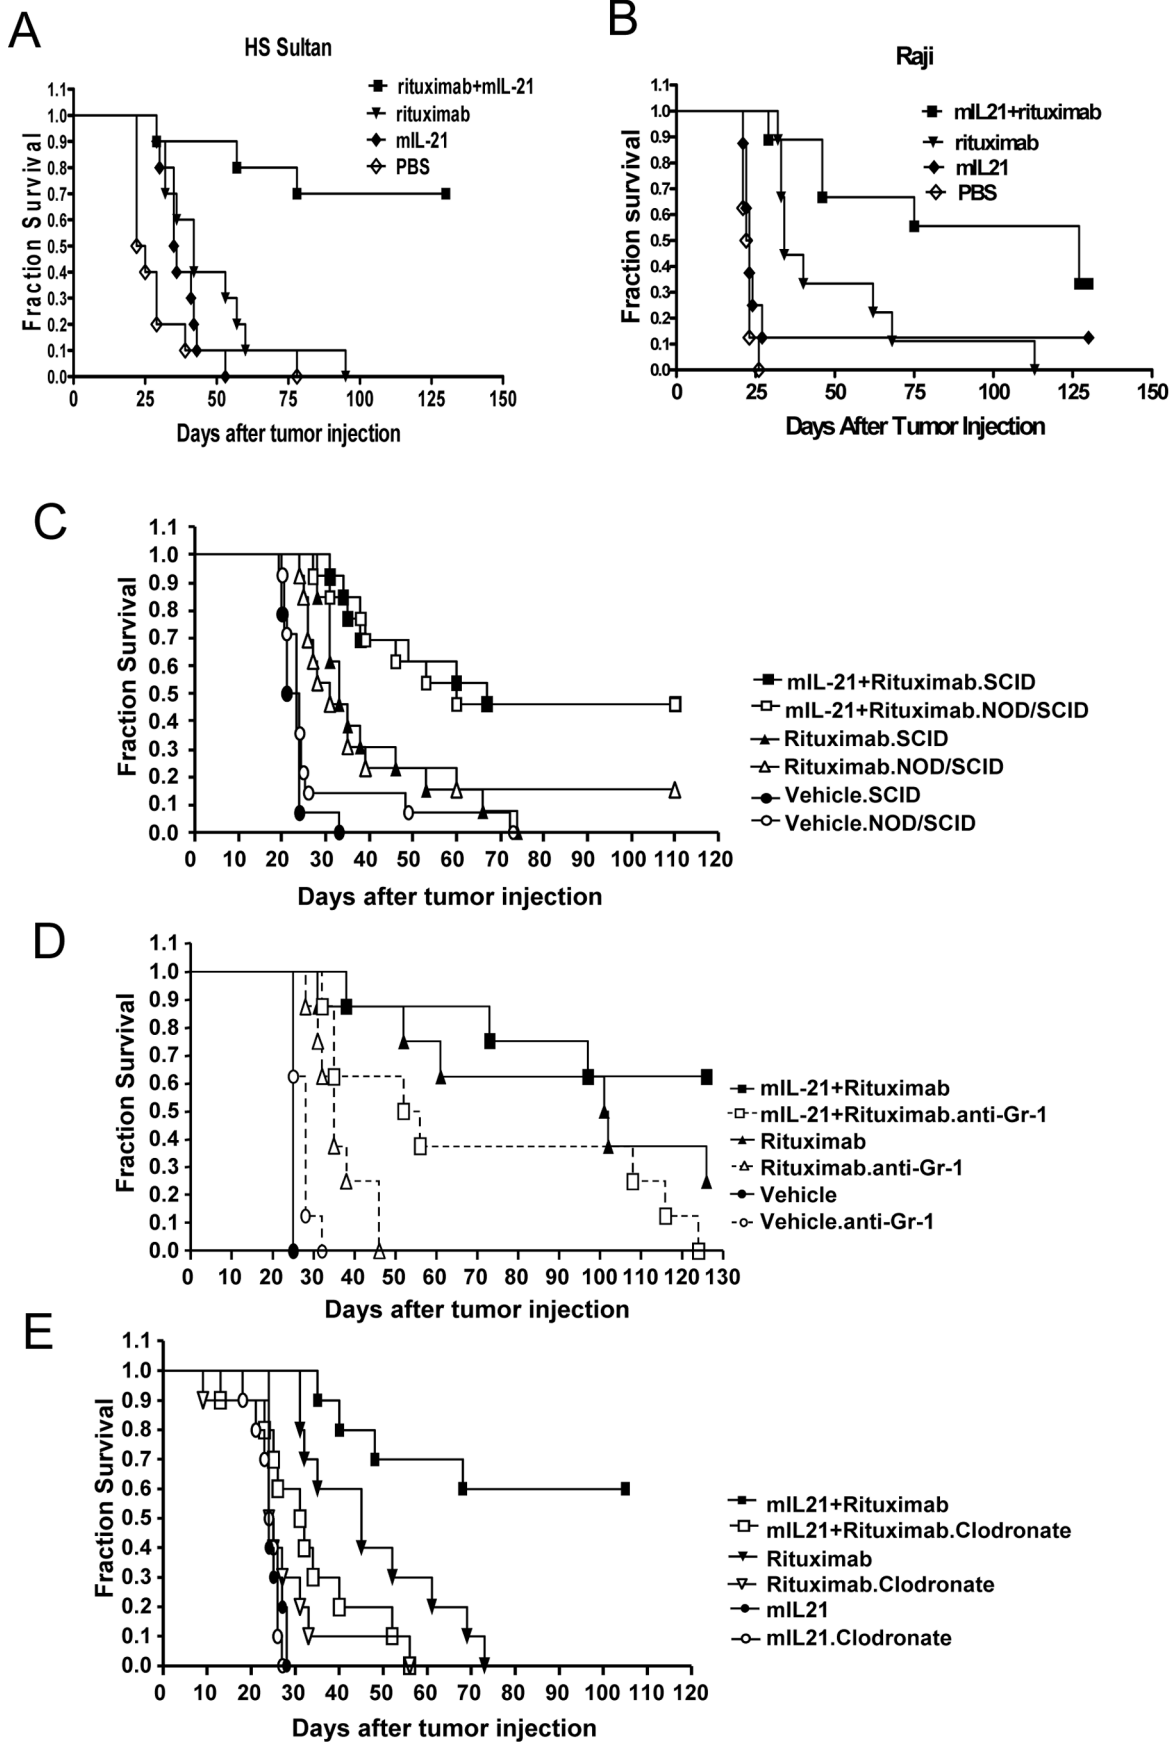 A
HS Sultan
1.1
1.0
0.9
0.8
0.7
0.6
0.5
0.4
0.3
0.2
0.1
0.0
Fraction Survival
0 25 50 75 100 125 150
Days after tumor injection
rituximab+mIL-21
rituximab
mIL-21
PBS
B
Raji
1.1
1.0
0.9
0.8
0.7
0.6
0.5
0.4
0.3
0.2
0.1
0.0
Fraction survival
0 25 50 75 100 125 150
Days After Tumor Injection
mIL21+rituximab
rituximab
mIL21
PBS
C
1.1
1.0
0.9
0.8
0.7
0.6
0.5
0.4
0.3
0.2
0.1
0.0
Fraction Survival
0 10 20 30 40 50 60 70 80 90 100 110 120
Days after tumor injection
mIL-21+Rituximab.SCID
mIL-21+Rituximab.NOD/SCID
Rituximab.SCID
Rituximab.NOD/SCID
Vehicle.SCID
Vehicle.NOD/SCID
D
1.1
1.0
0.9
0.8
0.7
0.6
0.5
0.4
0.3
0.2
0.1
0.0
Fraction Survival
0 10 20 30 40 50 60 70 80 90 100 110 120 130
Days after tumor injection
mIL-21+Rituximab
mIL-21+Rituximab.anti-Gr-1
Rituximab
Rituximab.anti-Gr-1
Vehicle
Vehicle.anti-Gr-1
E
1.1
1.0
0.9
0.8
0.7
0.6
0.5
0.4
0.3
0.2
0.1
0.0
Fraction Survival
0 10 20 30 40 50 60 70 80 90 100 110 120
Days after tumor injection
mIL21+Rituximab
mIL21+Rituximab.Clodronate
Rituximab
Rituximab.Clodronate
mIL21
mIL21.Clodronate